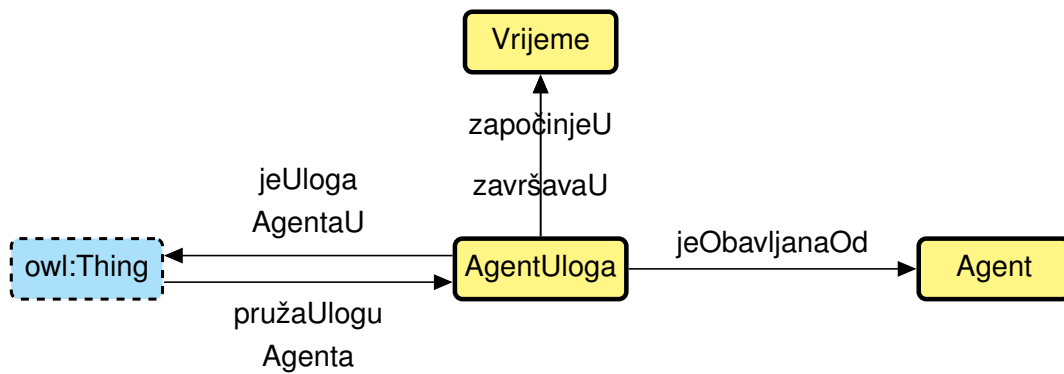 Vrijeme
započinjeU
završavaU
jeUloga
AgentaU
owl:Thing
AgentUloga
jeObavljanaOd
Agent
pružaUlogu
Agenta